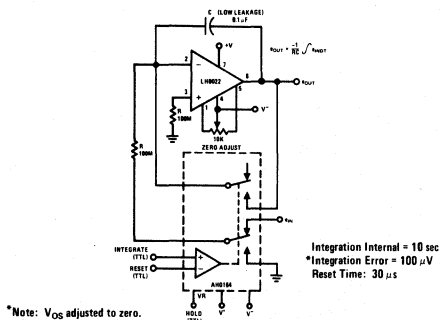 C (LOW LEAKAGE)
0.1 μF
eOUT = -1/RC ∫ eINDT
+V
7
2
−
LH0022
6
eOUT
3
+
5
1
4
V−
R
100M
10K
ZERO ADJUST
R
100M
eIN
INTEGRATE
(TTL)
+
RESET
(TTL)
−
AH0164
VR
HOLD
(TTL)
V+
V−
Integration Internal = 10 sec
*Integration Error = 100 μV
Reset Time: 30 μs
*Note: VOS adjusted to zero.